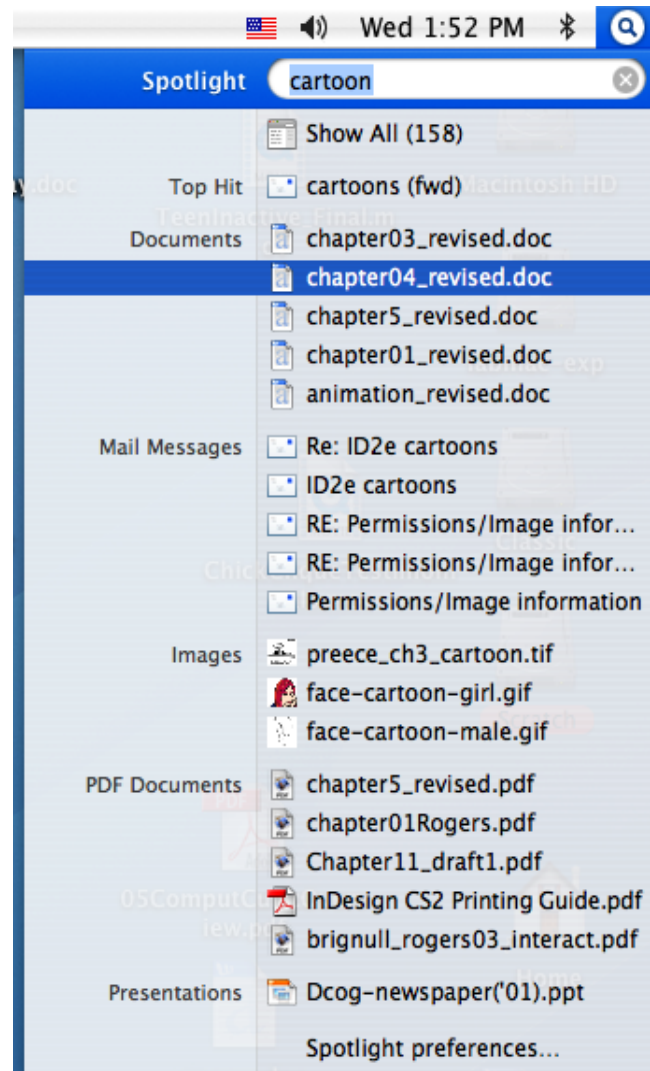 Wed 1:52 PM
Spotlight cartoon
Show All (158)
Top Hit cartoons (fwd)
Documents chapter03_revised.doc
chapter04_revised.doc
chapter5_revised.doc
chapter01_revised.doc
animation_revised.doc
Mail Messages Re: ID2e cartoons
ID2e cartoons
RE: Permissions/Image infor...
RE: Permissions/Image infor...
Permissions/Image information
Images preece_ch3_cartoon.tif
face-cartoon-girl.gif
face-cartoon-male.gif
PDF Documents chapter5_revised.pdf
chapter01Rogers.pdf
Chapter11_draft1.pdf
InDesign CS2 Printing Guide.pdf
brignull_rogers03_interact.pdf
Presentations Dcog-newspaper('01).ppt
Spotlight preferences...